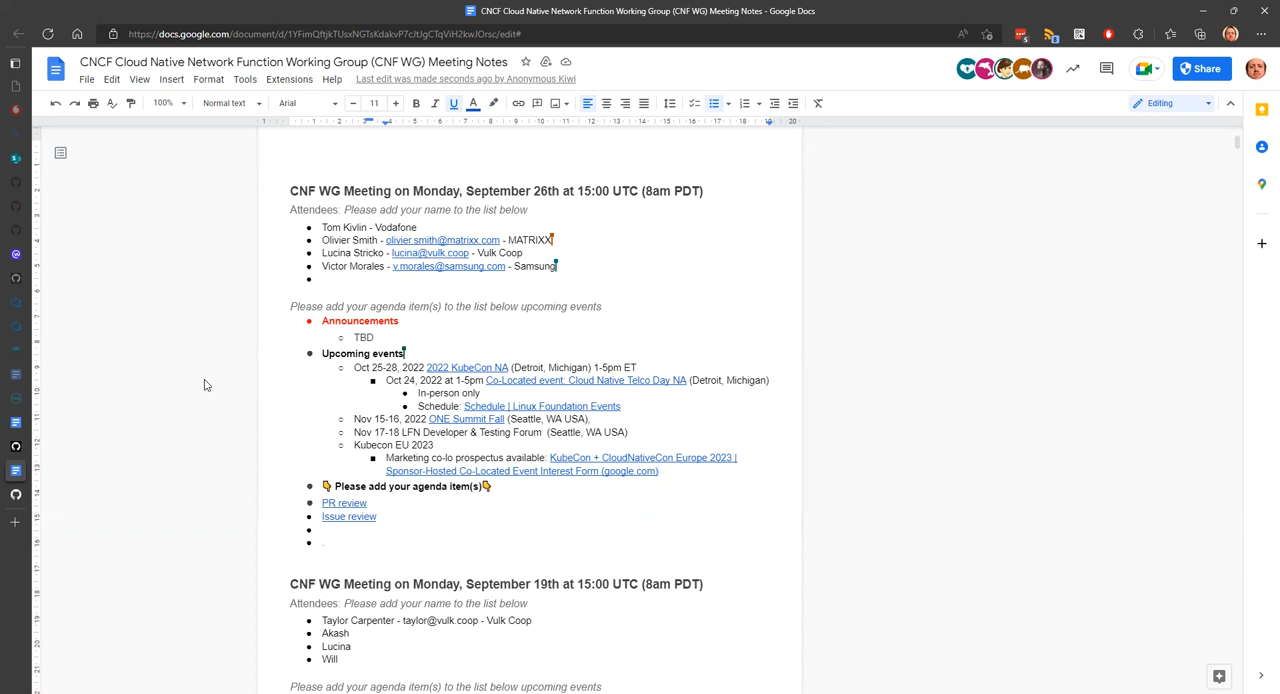 CNCF Cloud Native Network Function Working Group (CNF WG) Meeting Notes - Google Docs
https://docs.google.com/document/d/1YFimQftjkTUsxNGTsKdakvP7cJtJgCTqViH2kwJOrsc/edit#
CNCF Cloud Native Network Function Working Group (CNF WG) Meeting Notes
Share
File Edit View Insert Format Tools Extensions Help Last edit was made seconds ago by Anonymous Kiwi
100% Normal text Arial 11 B I U A Editing
CNF WG Meeting on Monday, September 26th at 15:00 UTC (8am PDT)
Attendees: Please add your name to the list below
● Tom Kivlin - Vodafone
● Olivier Smith - olivier.smith@matrixx.com - MATRIXX
● Lucina Stricko - lucina@vulk.coop - Vulk Coop
● Victor Morales - v.morales@samsung.com - Samsung
●
Please add your agenda item(s) to the list below upcoming events
● Announcements
○ TBD
● Upcoming events
○ Oct 25-28, 2022 2022 KubeCon NA (Detroit, Michigan) 1-5pm ET
■ Oct 24, 2022 at 1-5pm Co-Located event: Cloud Native Telco Day NA (Detroit, Michigan)
● In-person only
● Schedule: Schedule | Linux Foundation Events
○ Nov 15-16, 2022 ONE Summit Fall (Seattle, WA USA),
○ Nov 17-18 LFN Developer & Testing Forum (Seattle, WA USA)
○ Kubecon EU 2023
■ Marketing co-lo prospectus available: KubeCon + CloudNativeCon Europe 2023 |
Sponsor-Hosted Co-Located Event Interest Form (google.com)
● 👇 Please add your agenda item(s)👇
● PR review
● Issue review
●
● .
CNF WG Meeting on Monday, September 19th at 15:00 UTC (8am PDT)
Attendees: Please add your name to the list below
● Taylor Carpenter - taylor@vulk.coop - Vulk Coop
● Akash
● Lucina
● Will
Please add your agenda item(s) to the list below upcoming events